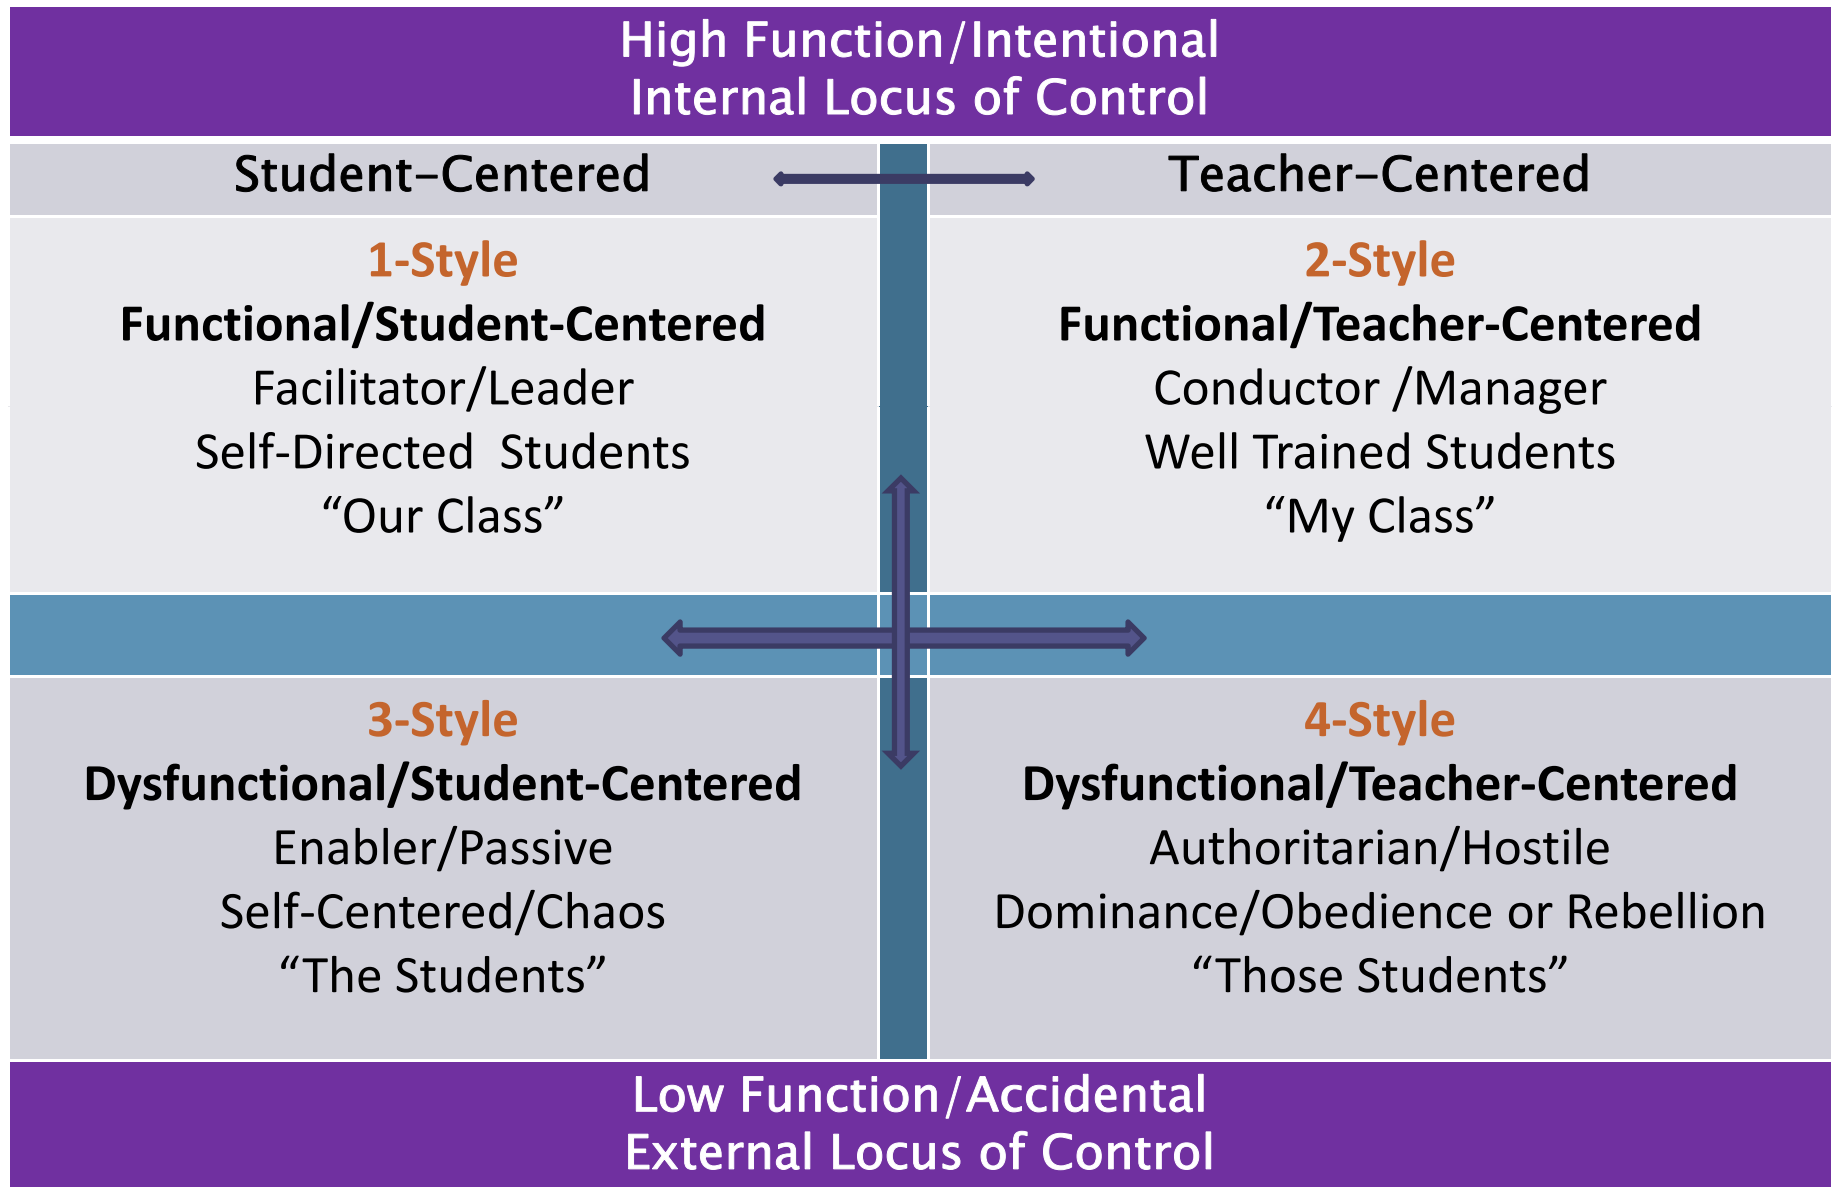 High Function/Intentional
Internal Locus of Control
Student-Centered
Teacher-Centered
1-Style
Functional/Student-Centered
Facilitator/Leader
Self-Directed  Students
“Our Class”
2-Style
Functional/Teacher-Centered
Conductor /Manager
Well Trained Students
“My Class”
3-Style
Dysfunctional/Student-Centered
Enabler/Passive
Self-Centered/Chaos
“The Students”
4-Style
Dysfunctional/Teacher-Centered
Authoritarian/Hostile
Dominance/Obedience or Rebellion
“Those Students”
Low Function/Accidental
External Locus of Control